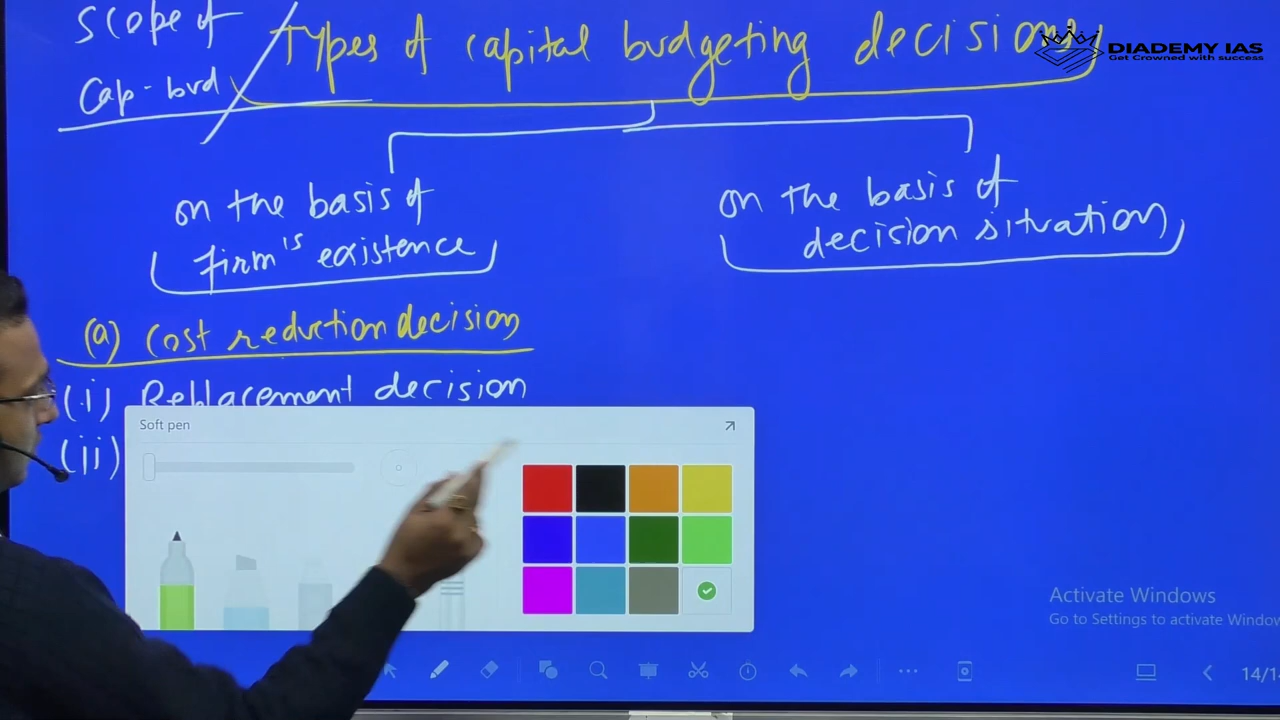 Scope of
Cap-bud
Types of capital budgeting decisions
DIADEMY IAS
Get Crowned with success
on the basis of
firm's existence
on the basis of
decision situation
(a) Cost reduction decision
(i) Replacement decision
(ii)
Soft pen
Activate Windows
Go to Settings to activate Window
14/1